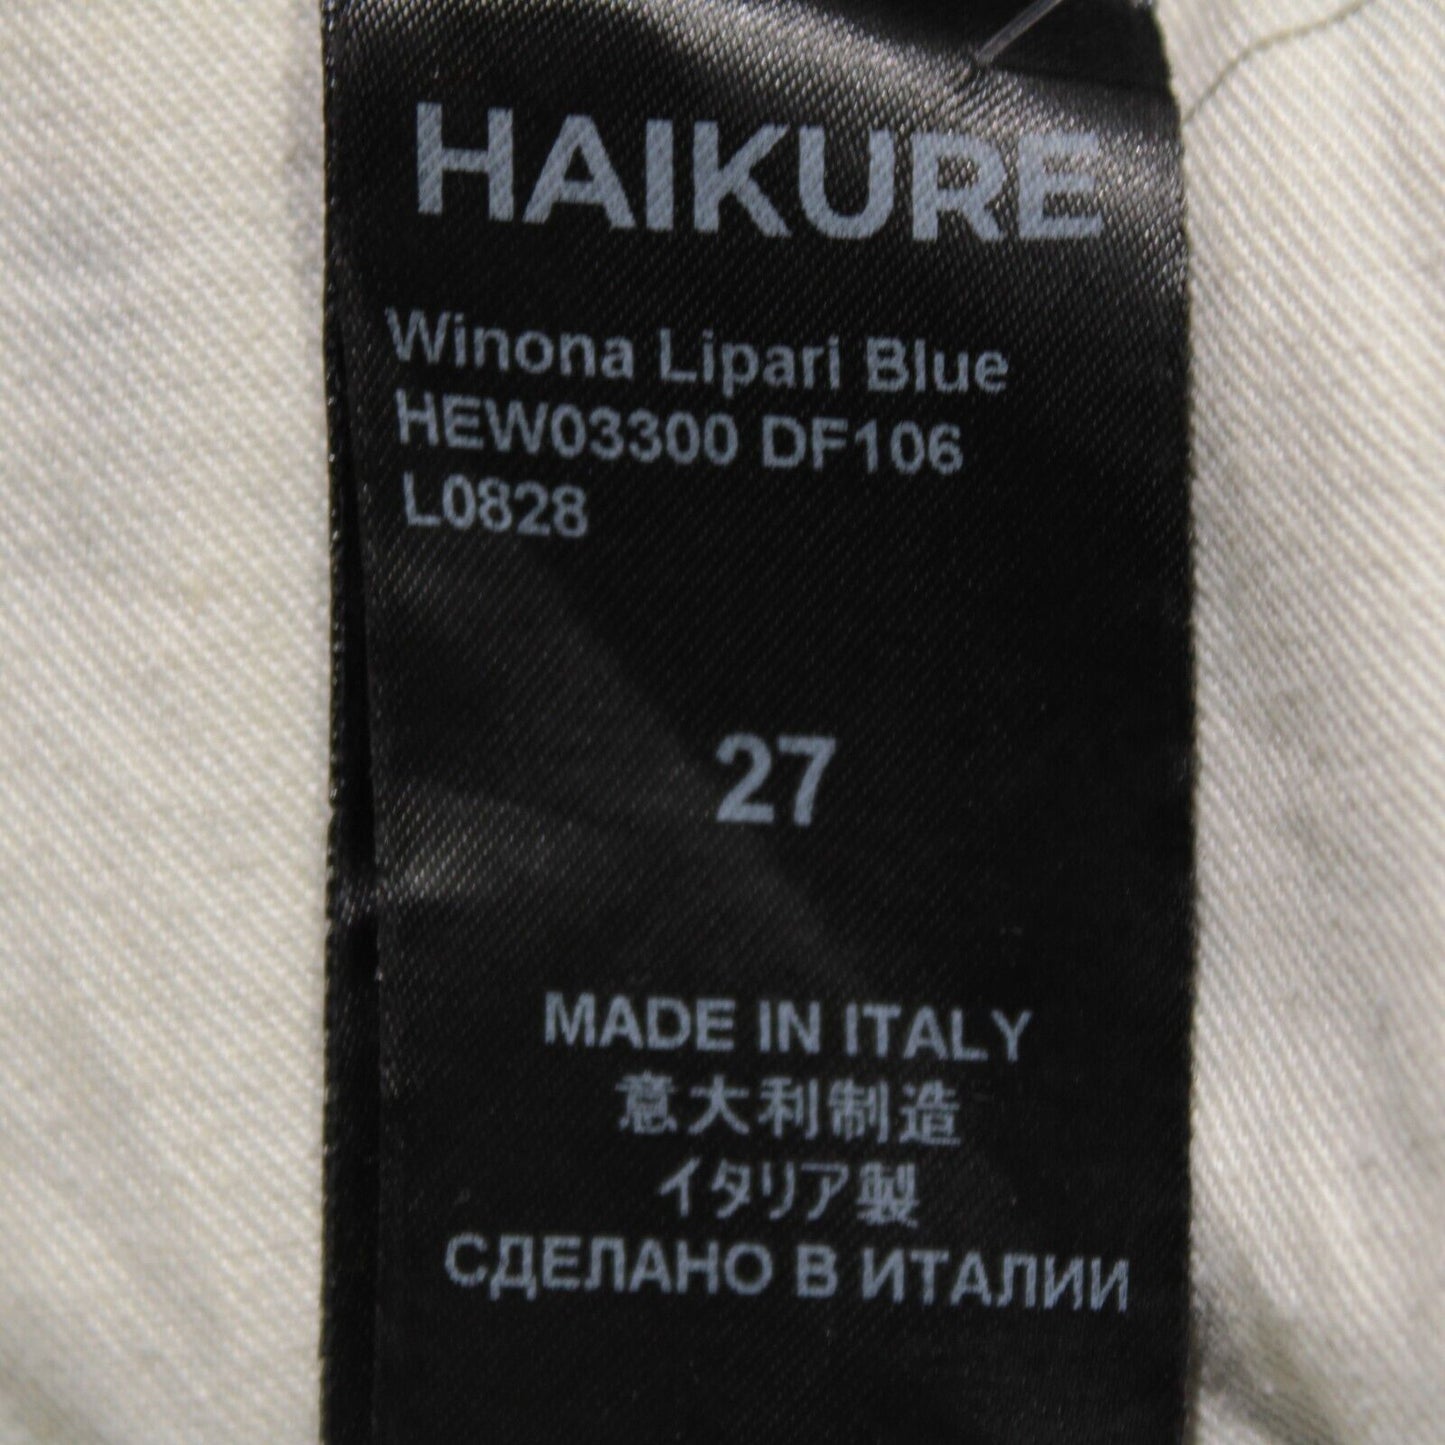 HAIKURE
Winona Lipari Blue
HEW03300 DF106
L0828
27
MADE IN ITALY
意大利制造
イタリア製
СДЕЛАНО В ИТАЛИИ